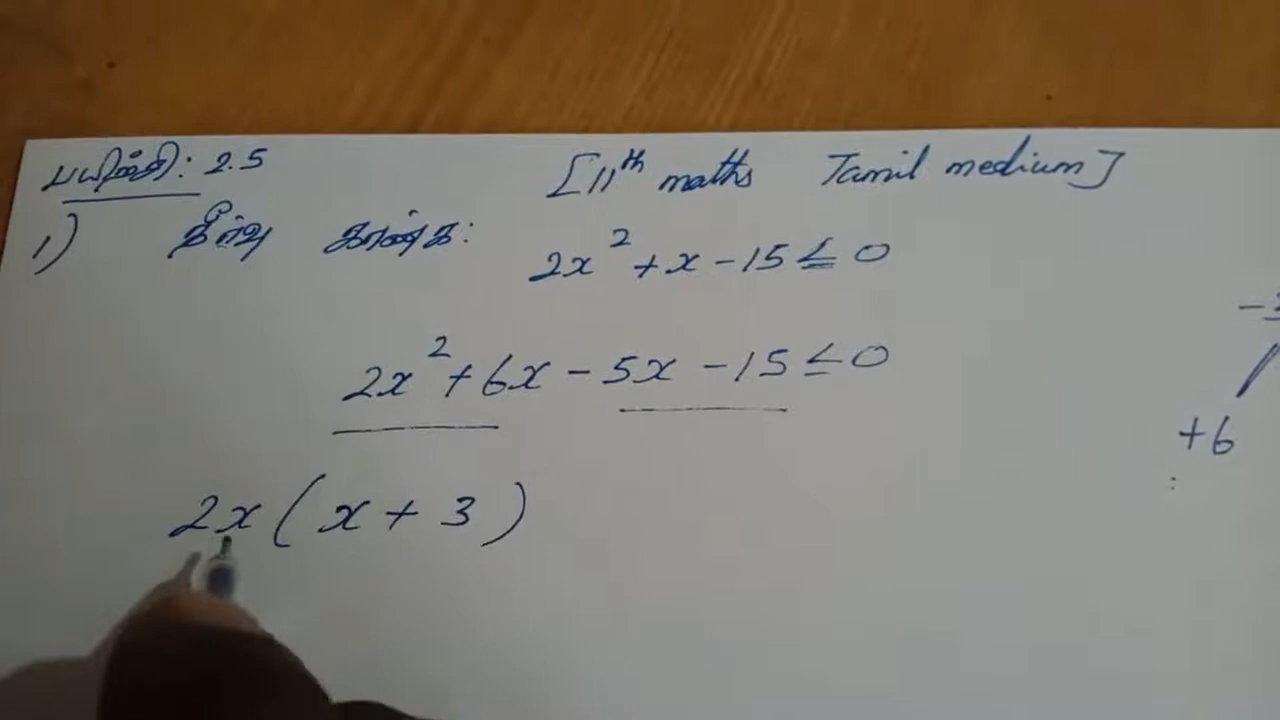 பயிற்சி: 2.5
[11th maths Tamil medium]
1) தீர்வு காண்க:
2x² + x - 15 ≤ 0
2x² + 6x - 5x - 15 ≤ 0
+6
2x ( x + 3 )